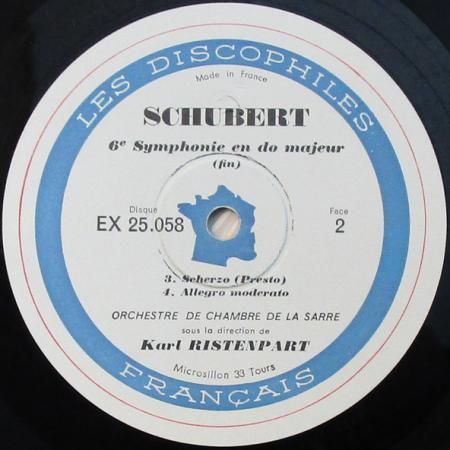 LES DISCOPHILES
Made in France
SCHUBERT
6e Symphonie en do majeur
(fin)
Disque
EX 25.058
Face
2
3. Scherzo (Presto)
4. Allegro moderato
ORCHESTRE DE CHAMBRE DE LA SARRE
sous la direction de
Karl RISTENPART
Microsillon 33 Tours
FRANÇAIS